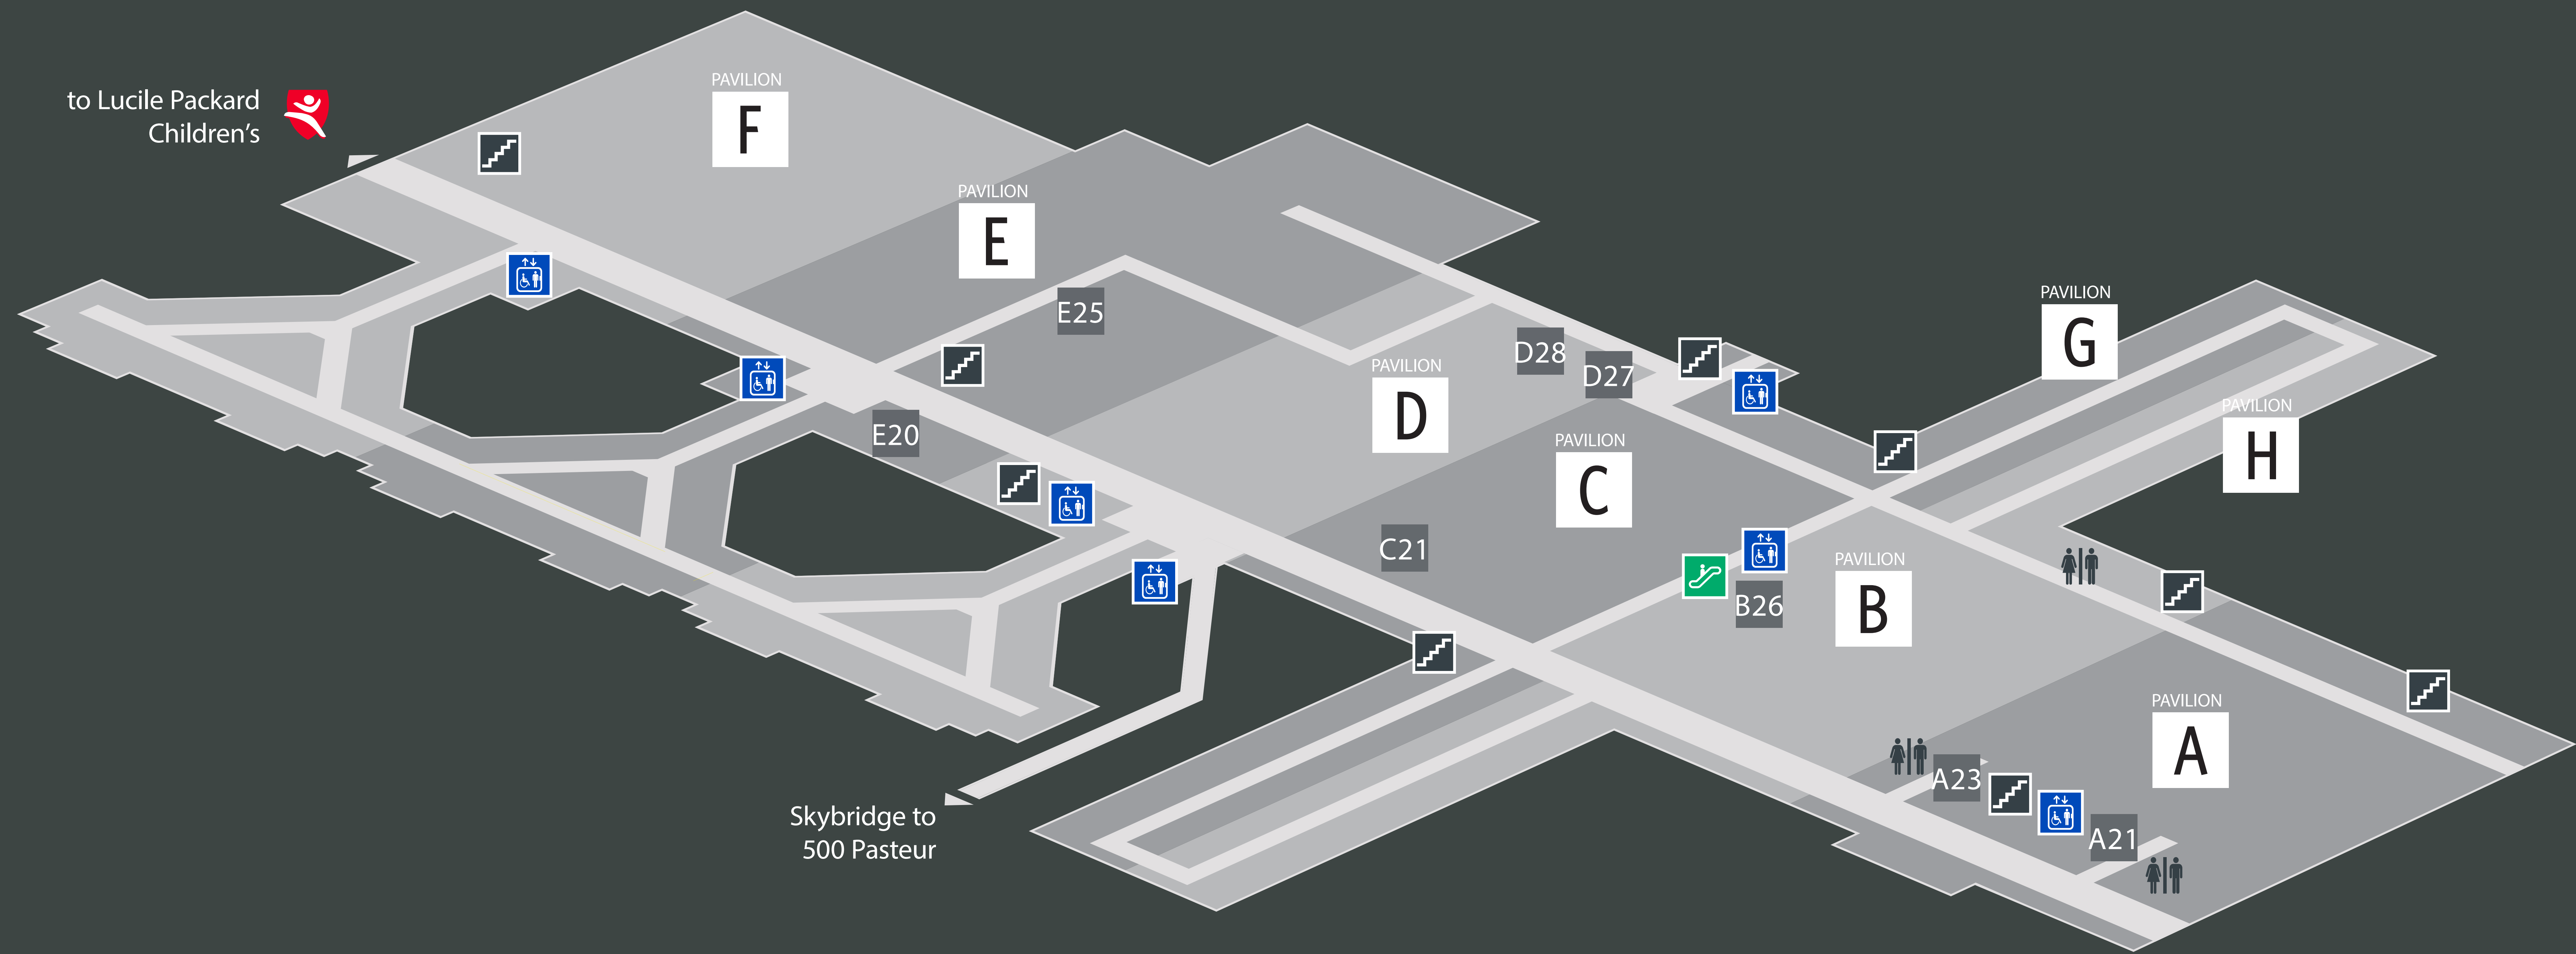 to Lucile Packard
Children's
PAVILION
F
PAVILION
E
E25
E20
PAVILION
D
D28
D27
PAVILION
C
C21
PAVILION
G
PAVILION
H
PAVILION
B
B26
PAVILION
A
A23
A21
Skybridge to
500 Pasteur